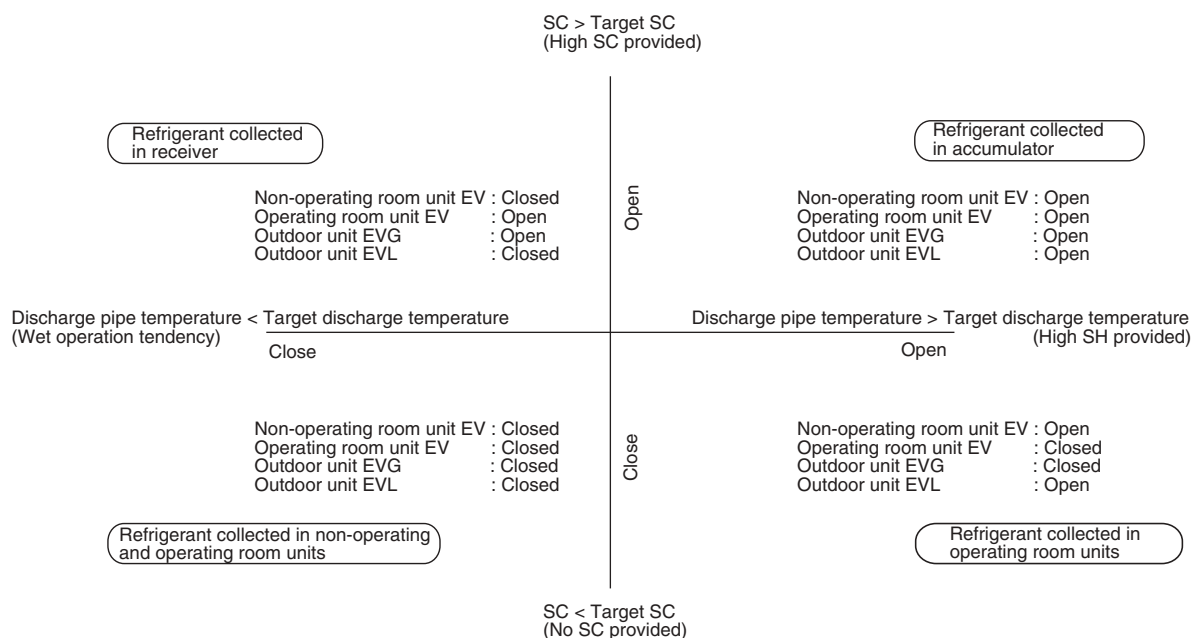 SC > Target SC
(High SC provided)
Refrigerant collected
in receiver
Refrigerant collected
in accumulator
Non-operating room unit EV : Closed
Operating room unit EV : Open
Outdoor unit EVG : Open
Outdoor unit EVL : Closed
Open
Non-operating room unit EV : Open
Operating room unit EV : Open
Outdoor unit EVG : Open
Outdoor unit EVL : Open
Discharge pipe temperature < Target discharge temperature
(Wet operation tendency)
Close
Discharge pipe temperature > Target discharge temperature
(High SH provided)
Open
Non-operating room unit EV : Closed
Operating room unit EV : Closed
Outdoor unit EVG : Closed
Outdoor unit EVL : Closed
Close
Non-operating room unit EV : Open
Operating room unit EV : Closed
Outdoor unit EVG : Closed
Outdoor unit EVL : Open
Refrigerant collected in non-operating
and operating room units
Refrigerant collected in
operating room units
SC < Target SC
(No SC provided)